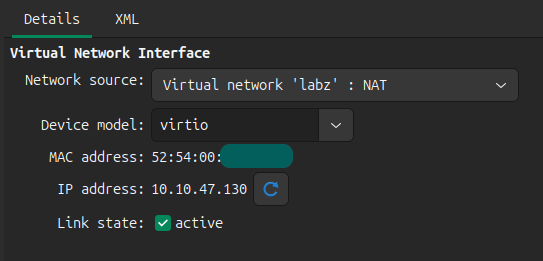 Details XML
Virtual Network Interface
Network source: Virtual network 'labz' : NAT
Device model: virtio
MAC address: 52:54:00:
IP address: 10.10.47.130
Link state: active